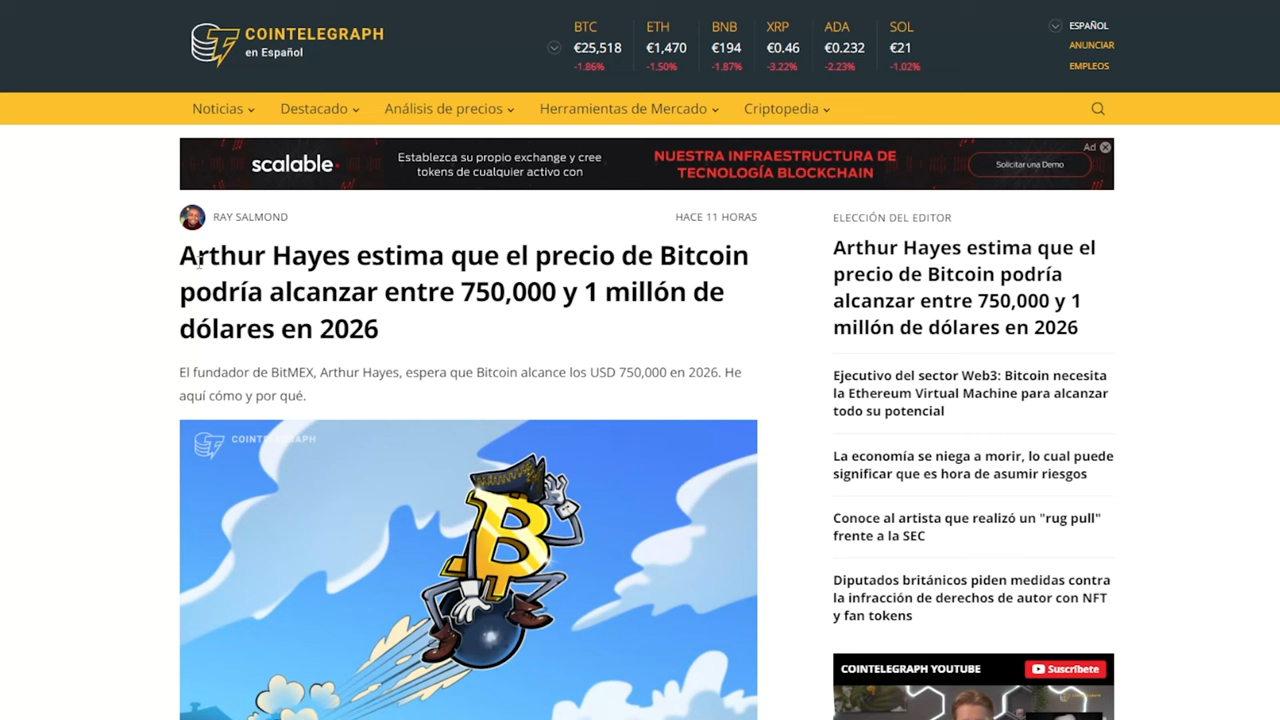 COINTELEGRAPH
en Español
BTC
€25,518
-1.86%
ETH
€1,470
-1.50%
BNB
€194
-1.87%
XRP
€0.46
-3.22%
ADA
€0.232
-2.23%
SOL
€21
-1.02%
ESPAÑOL
ANUNCIAR
EMPLEOS
Noticias
Destacado
Análisis de precios
Herramientas de Mercado
Criptopedia
scalable
Establezca su propio exchange y cree
tokens de cualquier activo con
NUESTRA INFRAESTRUCTURA DE
TECNOLOGÍA BLOCKCHAIN
Solicitar una Demo
Ad
RAY SALMOND
HACE 11 HORAS
Arthur Hayes estima que el precio de Bitcoin
podría alcanzar entre 750,000 y 1 millón de
dólares en 2026
El fundador de BitMEX, Arthur Hayes, espera que Bitcoin alcance los USD 750,000 en 2026. He
aquí cómo y por qué.
COINTELEGRAPH
ELECCIÓN DEL EDITOR
Arthur Hayes estima que el
precio de Bitcoin podría
alcanzar entre 750,000 y 1
millón de dólares en 2026
Ejecutivo del sector Web3: Bitcoin necesita
la Ethereum Virtual Machine para alcanzar
todo su potencial
La economía se niega a morir, lo cual puede
significar que es hora de asumir riesgos
Conoce al artista que realizó un "rug pull"
frente a la SEC
Diputados británicos piden medidas contra
la infracción de derechos de autor con NFT
y fan tokens
COINTELEGRAPH YOUTUBE
Suscríbete